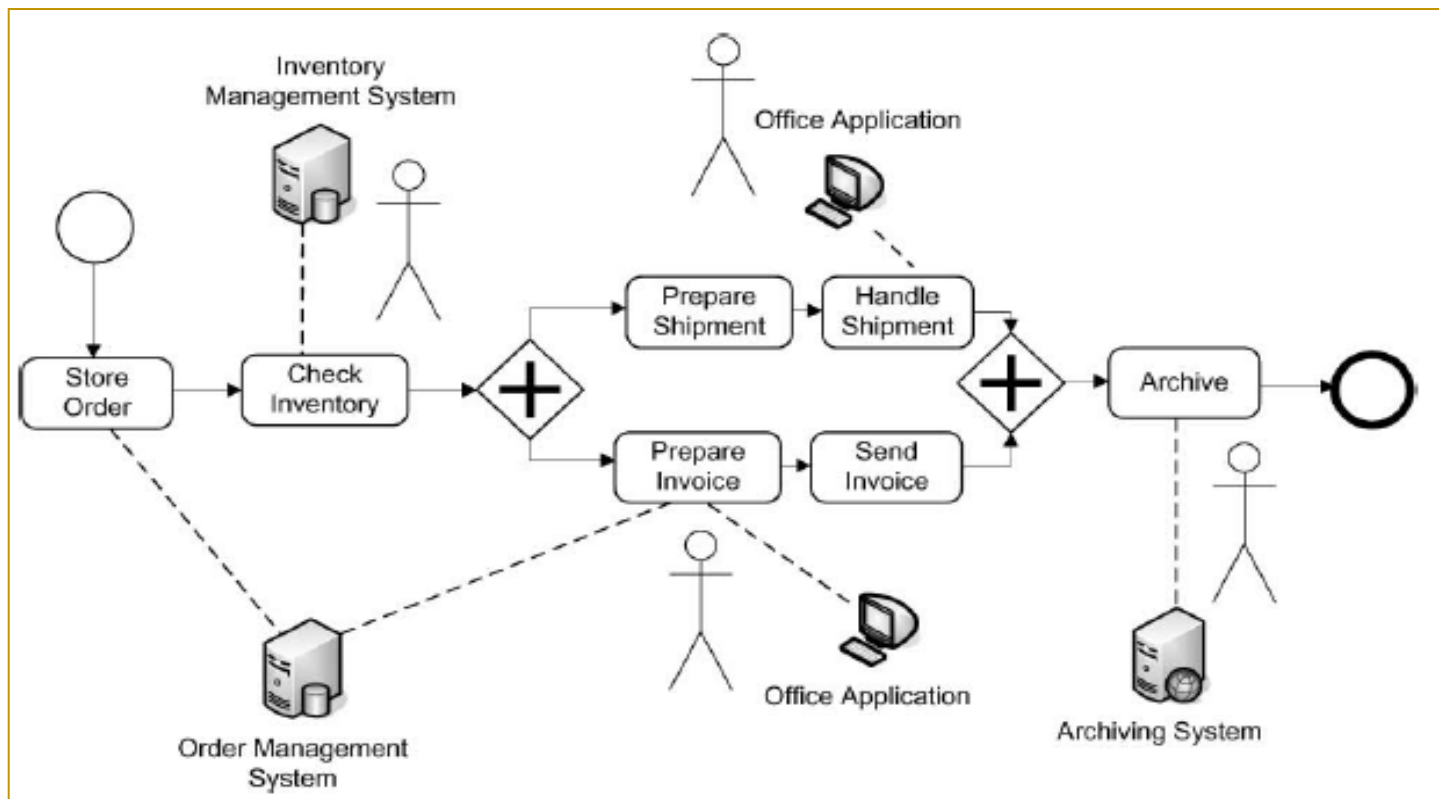 Inventory
Management System
Office Application
Store
Order
Check
Inventory
Prepare
Shipment
Handle
Shipment
Prepare
Invoice
Send
Invoice
Archive
Order Management
System
Office Application
Archiving System